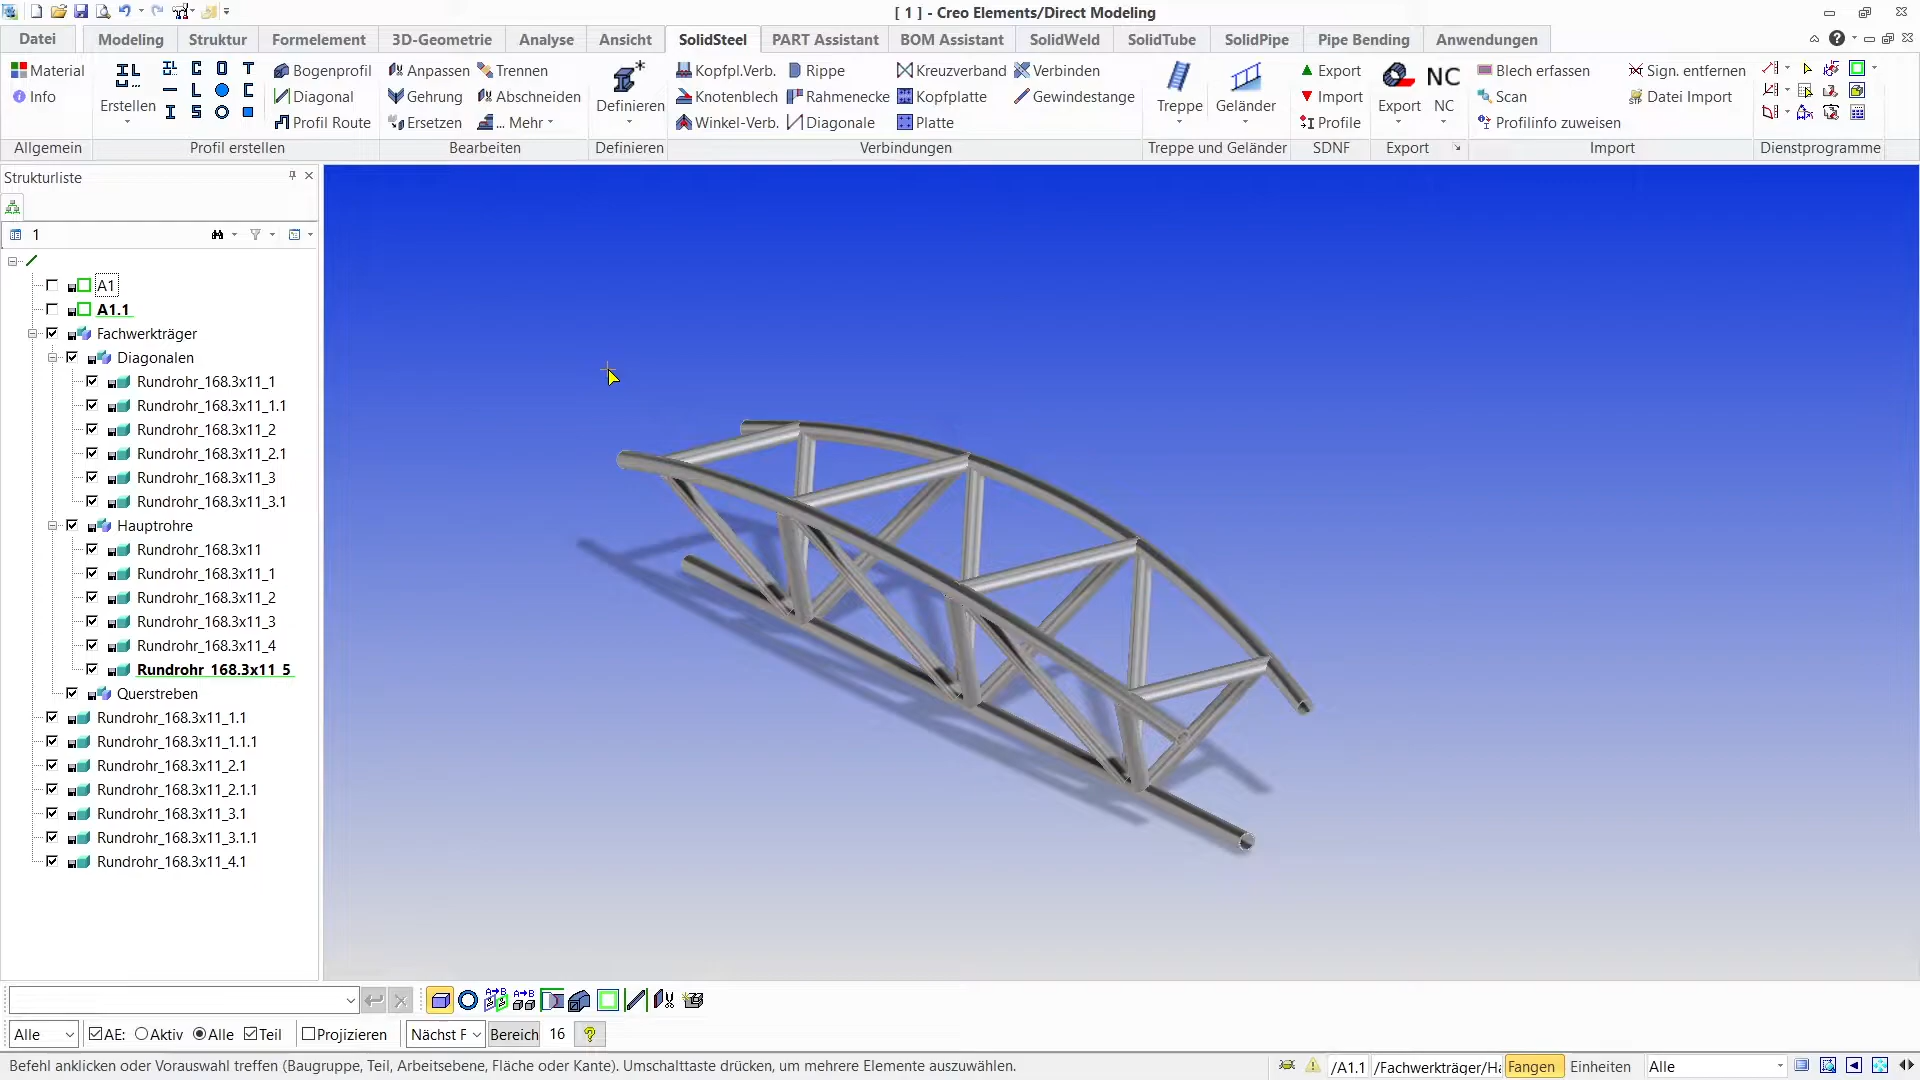 [ 1 ] - Creo Elements/Direct Modeling
Datei Modeling Struktur Formelement 3D-Geometrie Analyse Ansicht SolidSteel PART Assistant BOM Assistant SolidWeld SolidTube SolidPipe Pipe Bending Anwendungen
Material Bogenprofil Anpassen Trennen Kopfpl.Verb. Rippe Kreuzverband Verbinden Export Blech erfassen Sign. entfernen
Info Erstellen Diagonal Gehrung Abschneiden Definieren Knotenblech Rahmenecke Kopfplatte Gewindestange Treppe Geländer Import Export NC NC Scan Datei Import
Profil Route Ersetzen ... Mehr Winkel-Verb. Diagonale Platte Profile Profilinfo zuweisen
Allgemein Profil erstellen Bearbeiten Definieren Verbindungen Treppe und Geländer SDNF Export Import Dienstprogramme
Strukturliste
1
A1
A1.1
Fachwerkträger
Diagonalen
Rundrohr_168.3x11_1
Rundrohr_168.3x11_1.1
Rundrohr_168.3x11_2
Rundrohr_168.3x11_2.1
Rundrohr_168.3x11_3
Rundrohr_168.3x11_3.1
Hauptrohre
Rundrohr_168.3x11
Rundrohr_168.3x11_1
Rundrohr_168.3x11_2
Rundrohr_168.3x11_3
Rundrohr_168.3x11_4
Rundrohr_168.3x11_5
Querstreben
Rundrohr_168.3x11_1.1
Rundrohr_168.3x11_1.1.1
Rundrohr_168.3x11_2.1
Rundrohr_168.3x11_2.1.1
Rundrohr_168.3x11_3.1
Rundrohr_168.3x11_3.1.1
Rundrohr_168.3x11_4.1
Alle AE: Aktiv Alle Teil Projizieren Nächst F Bereich 16
Befehl anklicken oder Vorauswahl treffen (Baugruppe, Teil, Arbeitsebene, Fläche oder Kante). Umschalttaste drücken, um mehrere Elemente auszuwählen. /A1.1 /Fachwerkträger/Ha Fangen Einheiten Alle